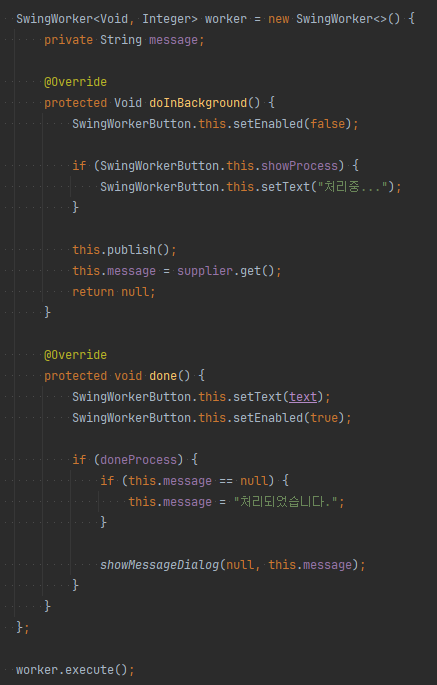 SwingWorker<Void, Integer> worker = new SwingWorker<>() {
    private String message;

    @Override
    protected Void doInBackground() {
        SwingWorkerButton.this.setEnabled(false);

        if (SwingWorkerButton.this.showProcess) {
            SwingWorkerButton.this.setText("처리중...");
        }

        this.publish();
        this.message = supplier.get();
        return null;
    }

    @Override
    protected void done() {
        SwingWorkerButton.this.setText(text);
        SwingWorkerButton.this.setEnabled(true);

        if (doneProcess) {
            if (this.message == null) {
                this.message = "처리되었습니다.";
            }

            showMessageDialog(null, this.message);
        }
    }
};

worker.execute();